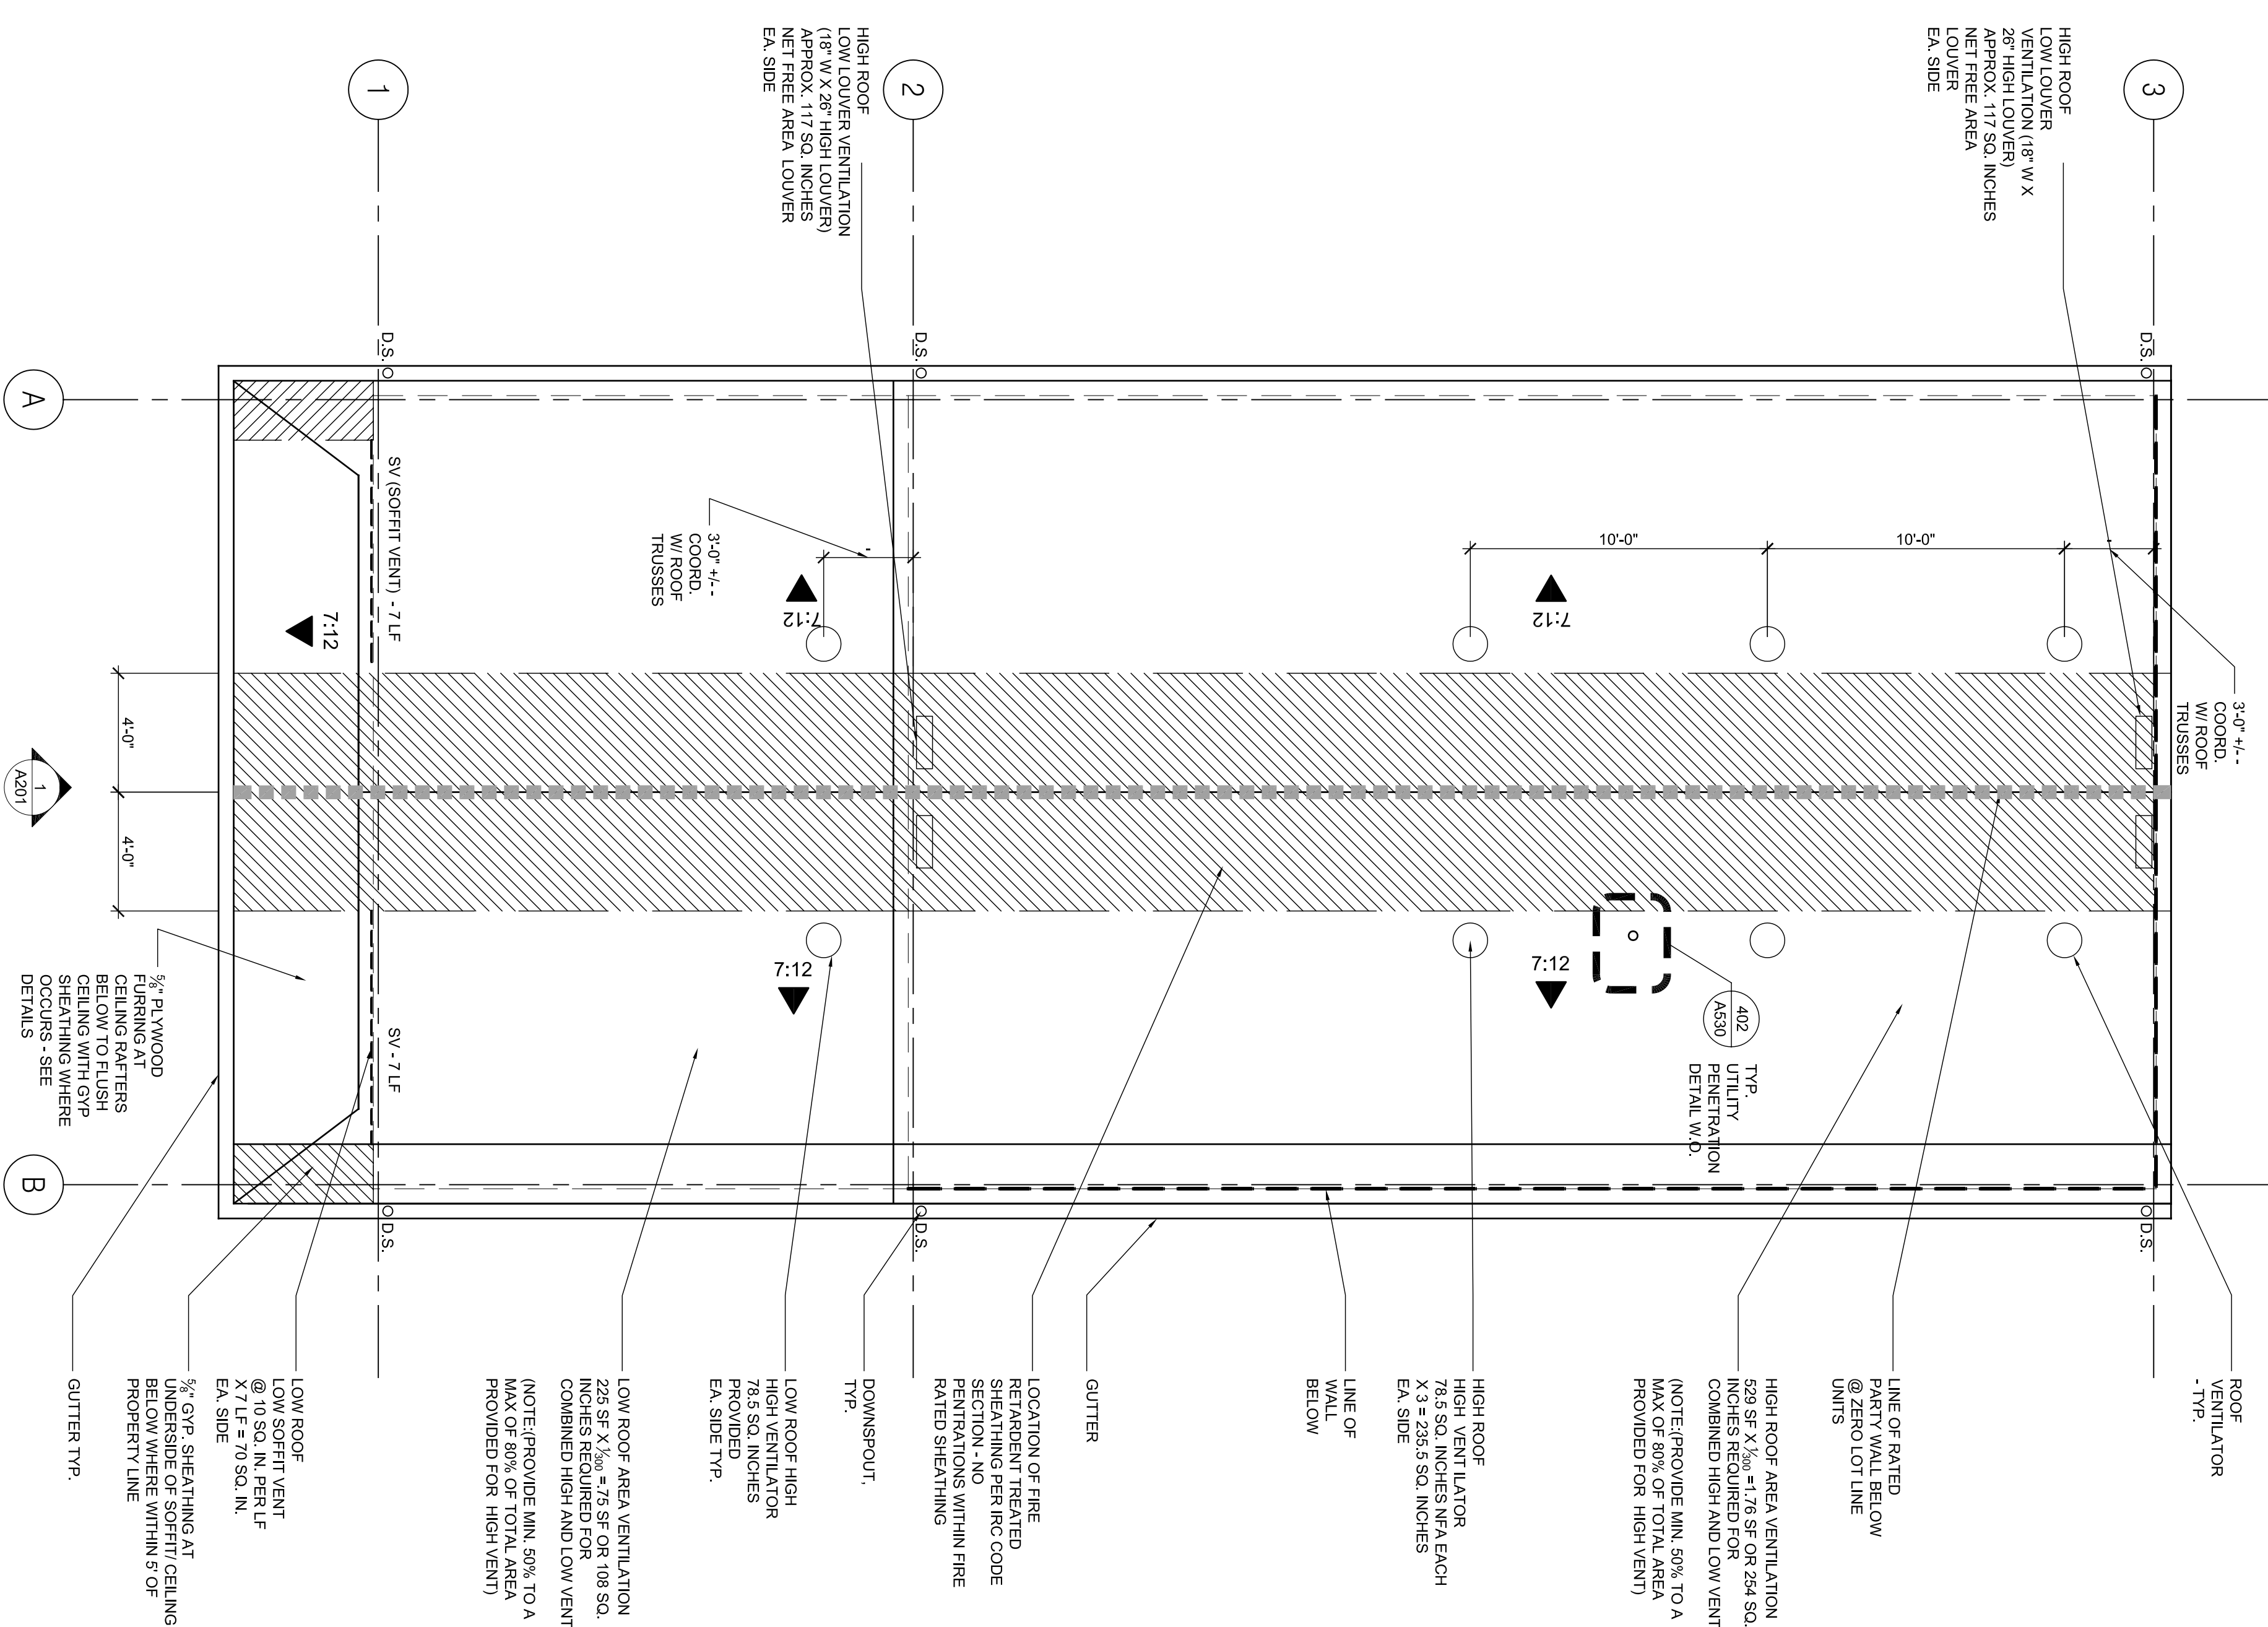 HIGH ROOF
LOW LOUVER
VENTILATION (18" W X
26" HIGH LOUVER)
APPROX. 117 SQ. INCHES
NET FREE AREA
LOUVER
EA. SIDE
3
HIGH ROOF
LOW LOUVER VENTILATION
(18" W X 26" HIGH LOUVER)
APPROX. 117 SQ. INCHES
NET FREE AREA LOUVER
EA. SIDE
2
1
D.S.
D.S.
D.S.
A
SV (SOFFIT VENT) - 7 LF
7:12
3'-0" +/- -
COORD.
W/ ROOF
TRUSSES
7:12
10'-0"
10'-0"
7:12
3'-0" +/- -
COORD.
W/ ROOF
TRUSSES
4'-0"
4'-0"
1
A201
7:12
7:12
402
A530
TYP.
UTILITY
PENETRATION
DETAIL W.O.
SV - 7 LF
5/8" PLYWOOD
FURRING AT
CEILING RAFTERS
BELOW TO FLUSH
CEILING WITH GYP
SHEATHING WHERE
OCCURS - SEE
DETAILS
B
D.S.
D.S.
D.S.
ROOF
VENTILATOR
- TYP.
LINE OF RATED
PARTY WALL BELOW
@ ZERO LOT LINE
UNITS
HIGH ROOF AREA VENTILATION
529 SF X 1/300 =1.76 SF OR 254 SQ.
INCHES REQUIRED FOR
COMBINED HIGH AND LOW VENT
(NOTE:(PROVIDE MIN. 50% TO A
MAX OF 80% OF TOTAL AREA
PROVIDED FOR HIGH VENT)
HIGH ROOF
HIGH VENT ILATOR
78.5 SQ. INCHES NFA EACH
X 3 = 235.5 SQ. INCHES
EA. SIDE
LINE OF
WALL
BELOW
GUTTER
LOCATION OF FIRE
RETARDENT TREATED
SHEATHING PER IRC CODE
SECTION - NO
PENTRATIONS WITHIN FIRE
RATED SHEATHING
DOWNSPOUT,
TYP.
LOW ROOF HIGH
HIGH VENTILATOR
78.5 SQ. INCHES
PROVIDED
EA. SIDE TYP.
LOW ROOF AREA VENTILATION
225 SF X 1/300 =.75 SF OR 108 SQ.
INCHES REQUIRED FOR
COMBINED HIGH AND LOW VENT
(NOTE:(PROVIDE MIN. 50% TO A
MAX OF 80% OF TOTAL AREA
PROVIDED FOR HIGH VENT)
LOW ROOF
LOW SOFFIT VENT
@ 10 SQ. IN. PER LF
X 7 LF = 70 SQ. IN.
EA. SIDE
5/8" GYP. SHEATHING AT
UNDERSIDE OF SOFFIT/ CEILING
BELOW WHERE WITHIN 5' OF
PROPERTY LINE
GUTTER TYP.